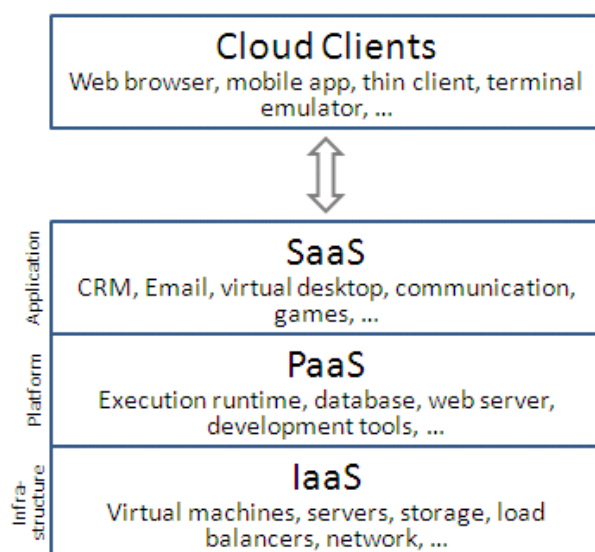 Cloud Clients
Web browser, mobile app, thin client, terminal
emulator, ...
Application
SaaS
CRM, Email, virtual desktop, communication,
games, ...
Platform
PaaS
Execution runtime, database, web server,
development tools, ...
Infra-
structure
IaaS
Virtual machines, servers, storage, load
balancers, network, ...